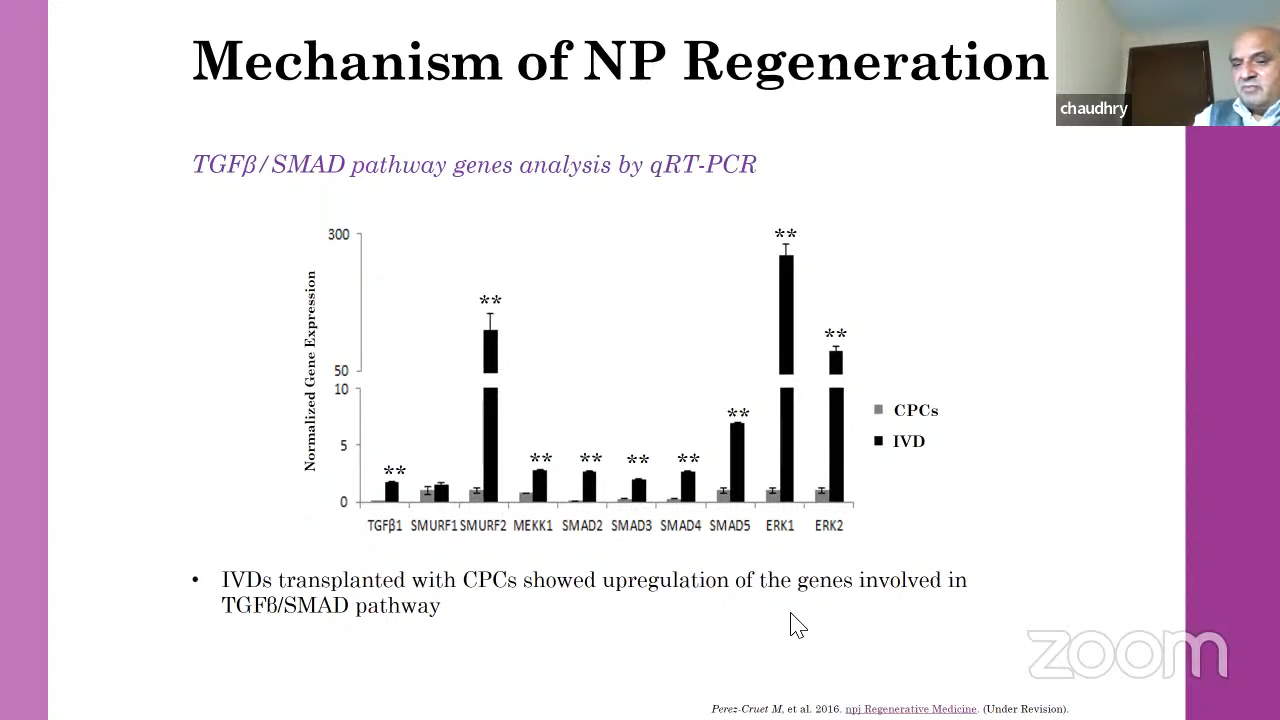 Mechanism of NP Regeneration
chaudhry
TGFβ/SMAD pathway genes analysis by qRT-PCR
Normalized Gene Expression
300
50
10
5
0
**
**
**
**
**
**
**
**
**
TGFβ1 SMURF1 SMURF2 MEKK1 SMAD2 SMAD3 SMAD4 SMAD5 ERK1 ERK2
CPCs
IVD
• IVDs transplanted with CPCs showed upregulation of the genes involved in
TGFβ/SMAD pathway
zoom
Perez-Cruet M, et al. 2016. npj Regenerative Medicine. (Under Revision).